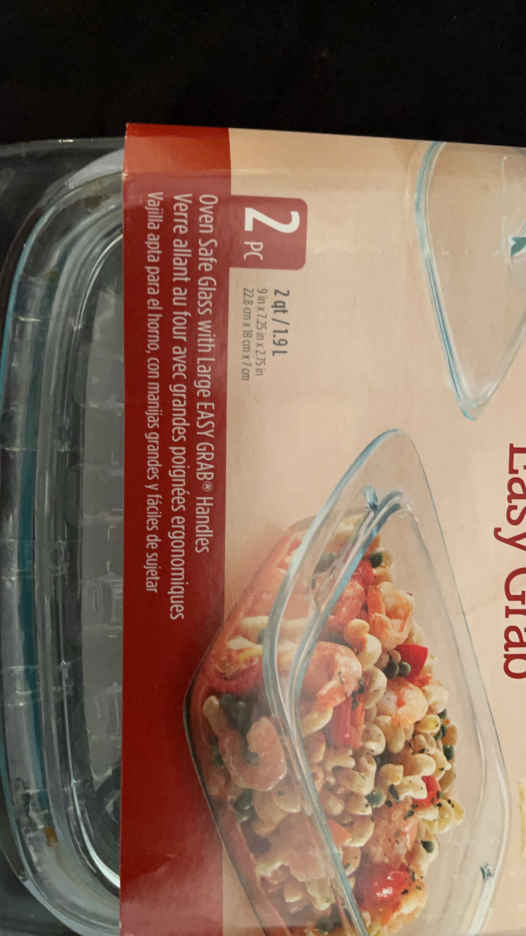 Easy Grab
2 PC
2 qt / 1.9 L
9 in x 7.25 in x 2.75 in
22.8 cm x 18 cm x 7 cm
Oven Safe Glass with Large EASY GRAB® Handles
Verre allant au four avec grandes poignées ergonomiques
Vajilla apta para el horno, con manijas grandes y fáciles de sujetar